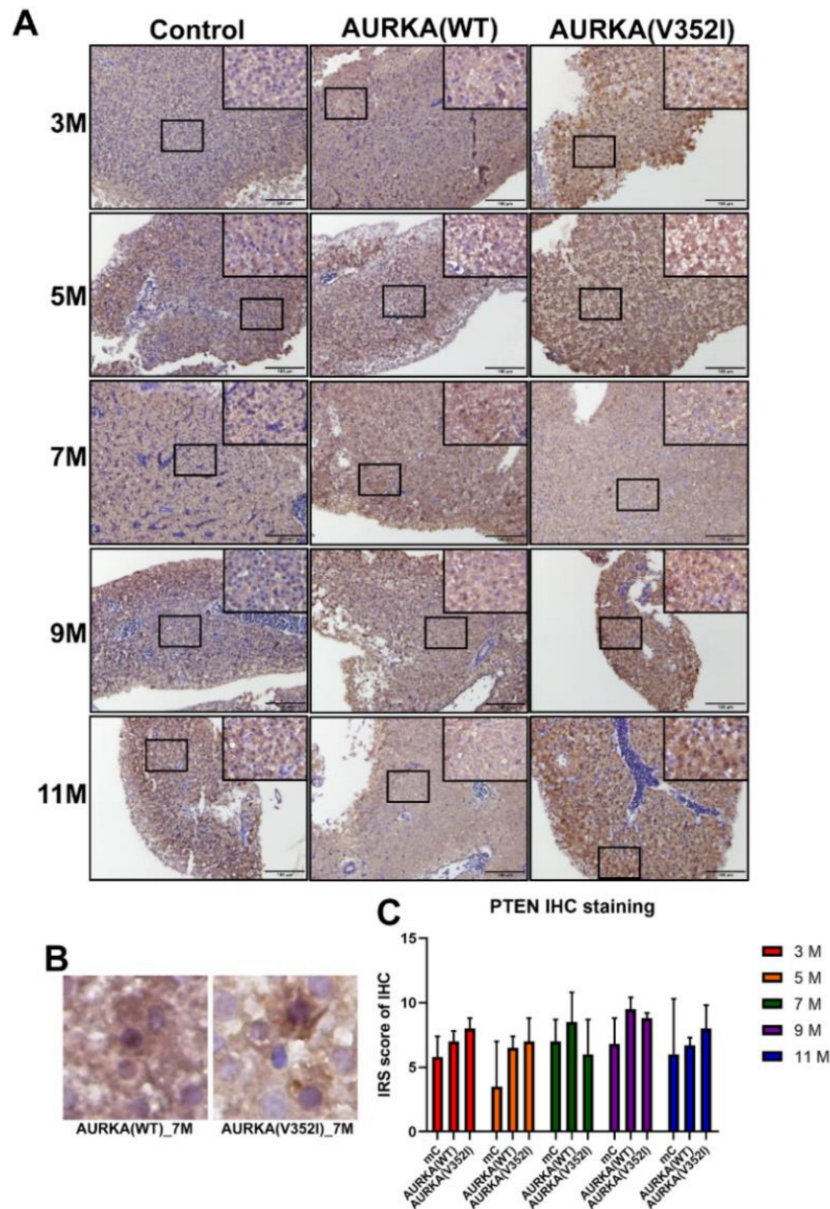 A
Control AURKA(WT) AURKA(V352I)
3M
5M
7M
9M
11M
B
AURKA(WT)_7M AURKA(V352I)_7M
C
PTEN IHC staining
IRS score of IHC
15
10
5
0
mC AURKA(WT) AURKA(V352I) mC AURKA(WT) AURKA(V352I) mC AURKA(WT) AURKA(V352I) mC AURKA(WT) AURKA(V352I) mC AURKA(WT) AURKA(V352I)
3 M
5 M
7 M
9 M
11 M